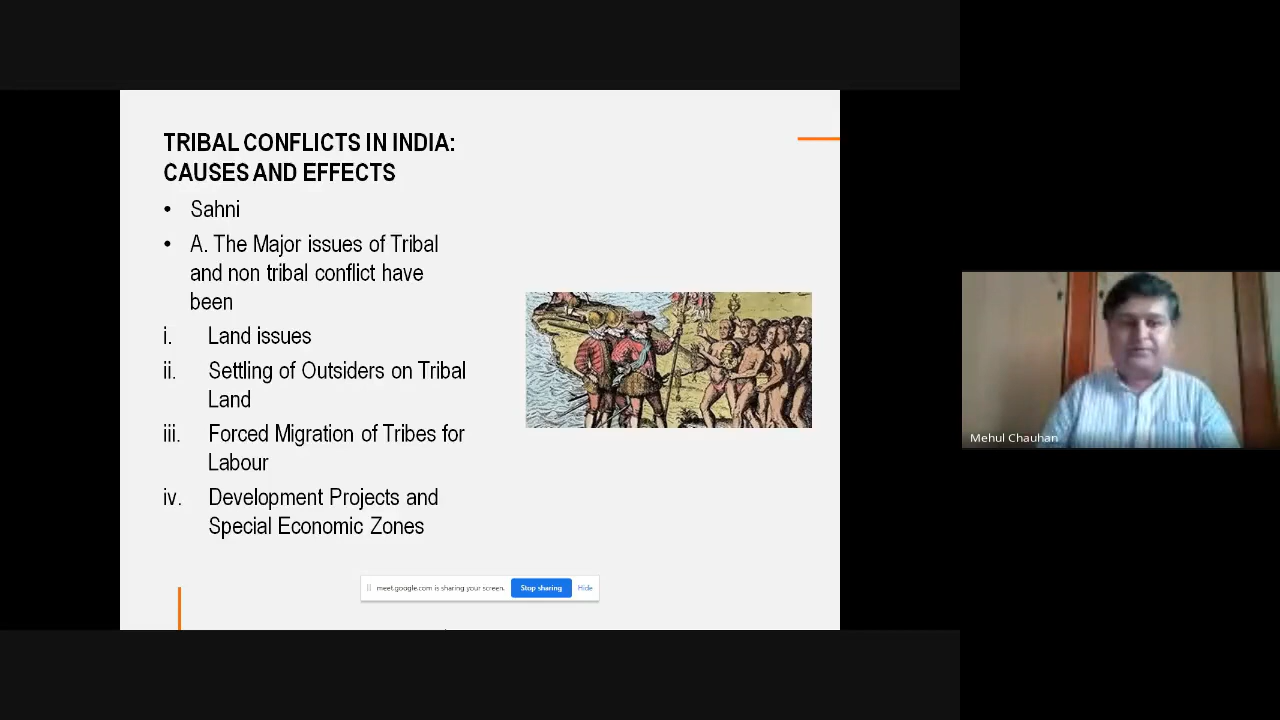 TRIBAL CONFLICTS IN INDIA:
CAUSES AND EFFECTS
• Sahni
• A. The Major issues of Tribal
and non tribal conflict have
been
i. Land issues
ii. Settling of Outsiders on Tribal
Land
iii. Forced Migration of Tribes for
Labour
iv. Development Projects and
Special Economic Zones
meet.google.com is sharing your screen. Stop sharing Hide
Mehul Chauhan